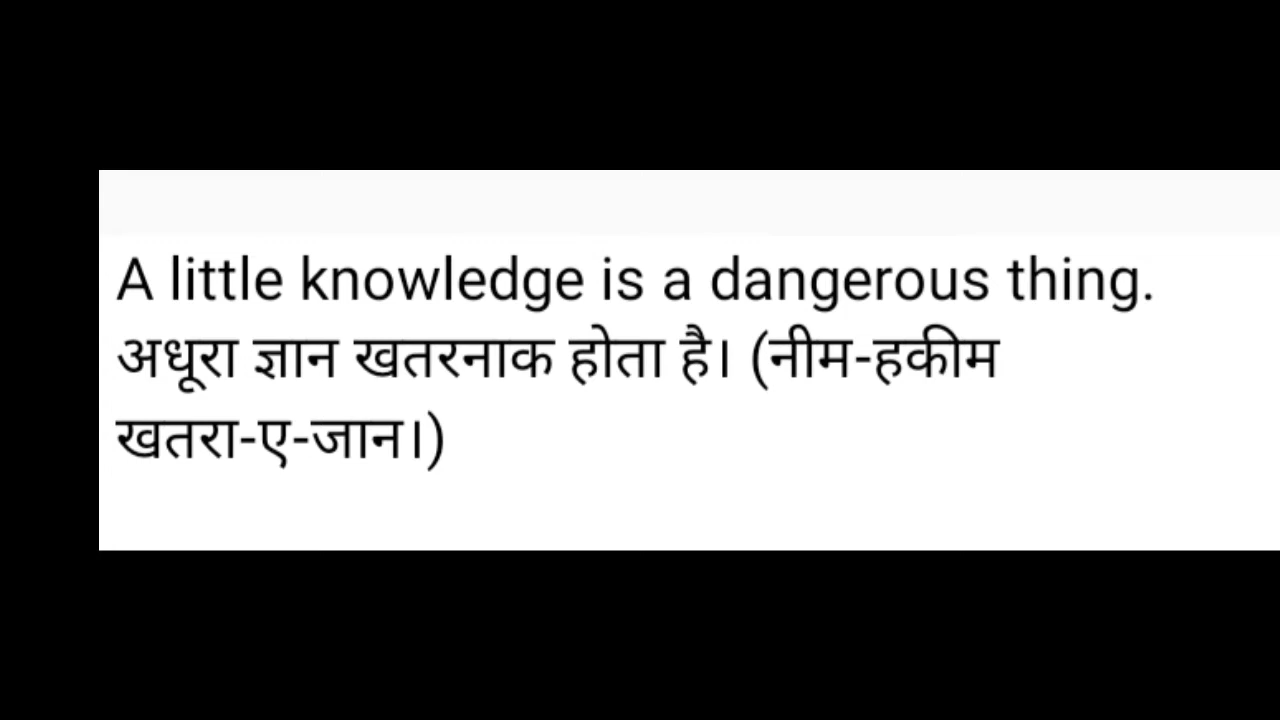 A little knowledge is a dangerous thing.
अधूरा ज्ञान खतरनाक होता है। (नीम-हकीम
खतरा-ए-जान।)